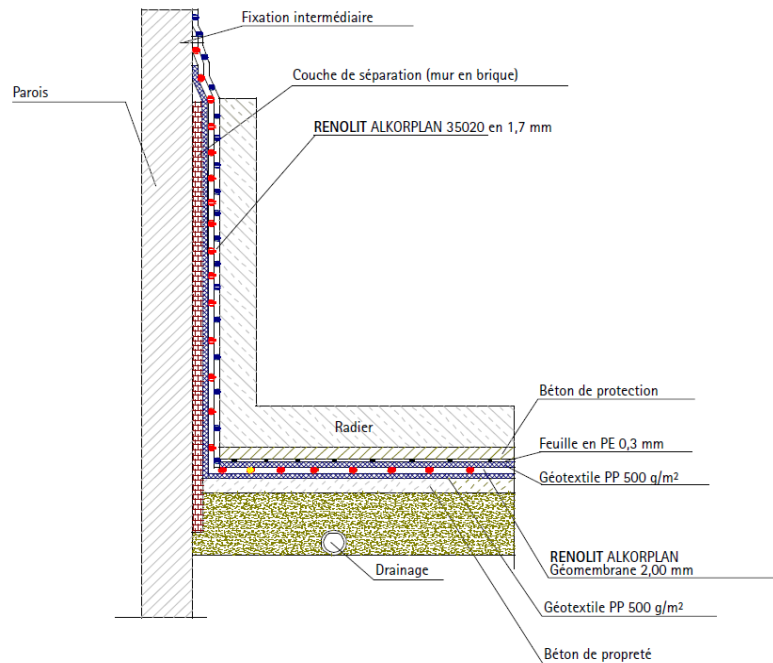 Fixation intermédiaire
Couche de séparation (mur en brique)
Parois
RENOLIT ALKORPLAN 35020 en 1,7 mm
Béton de protection
Radier
Feuille en PE 0,3 mm
Géotextile PP 500 g/m²
RENOLIT ALKORPLAN
Géomembrane 2,00 mm
Drainage
Géotextile PP 500 g/m²
Béton de propreté